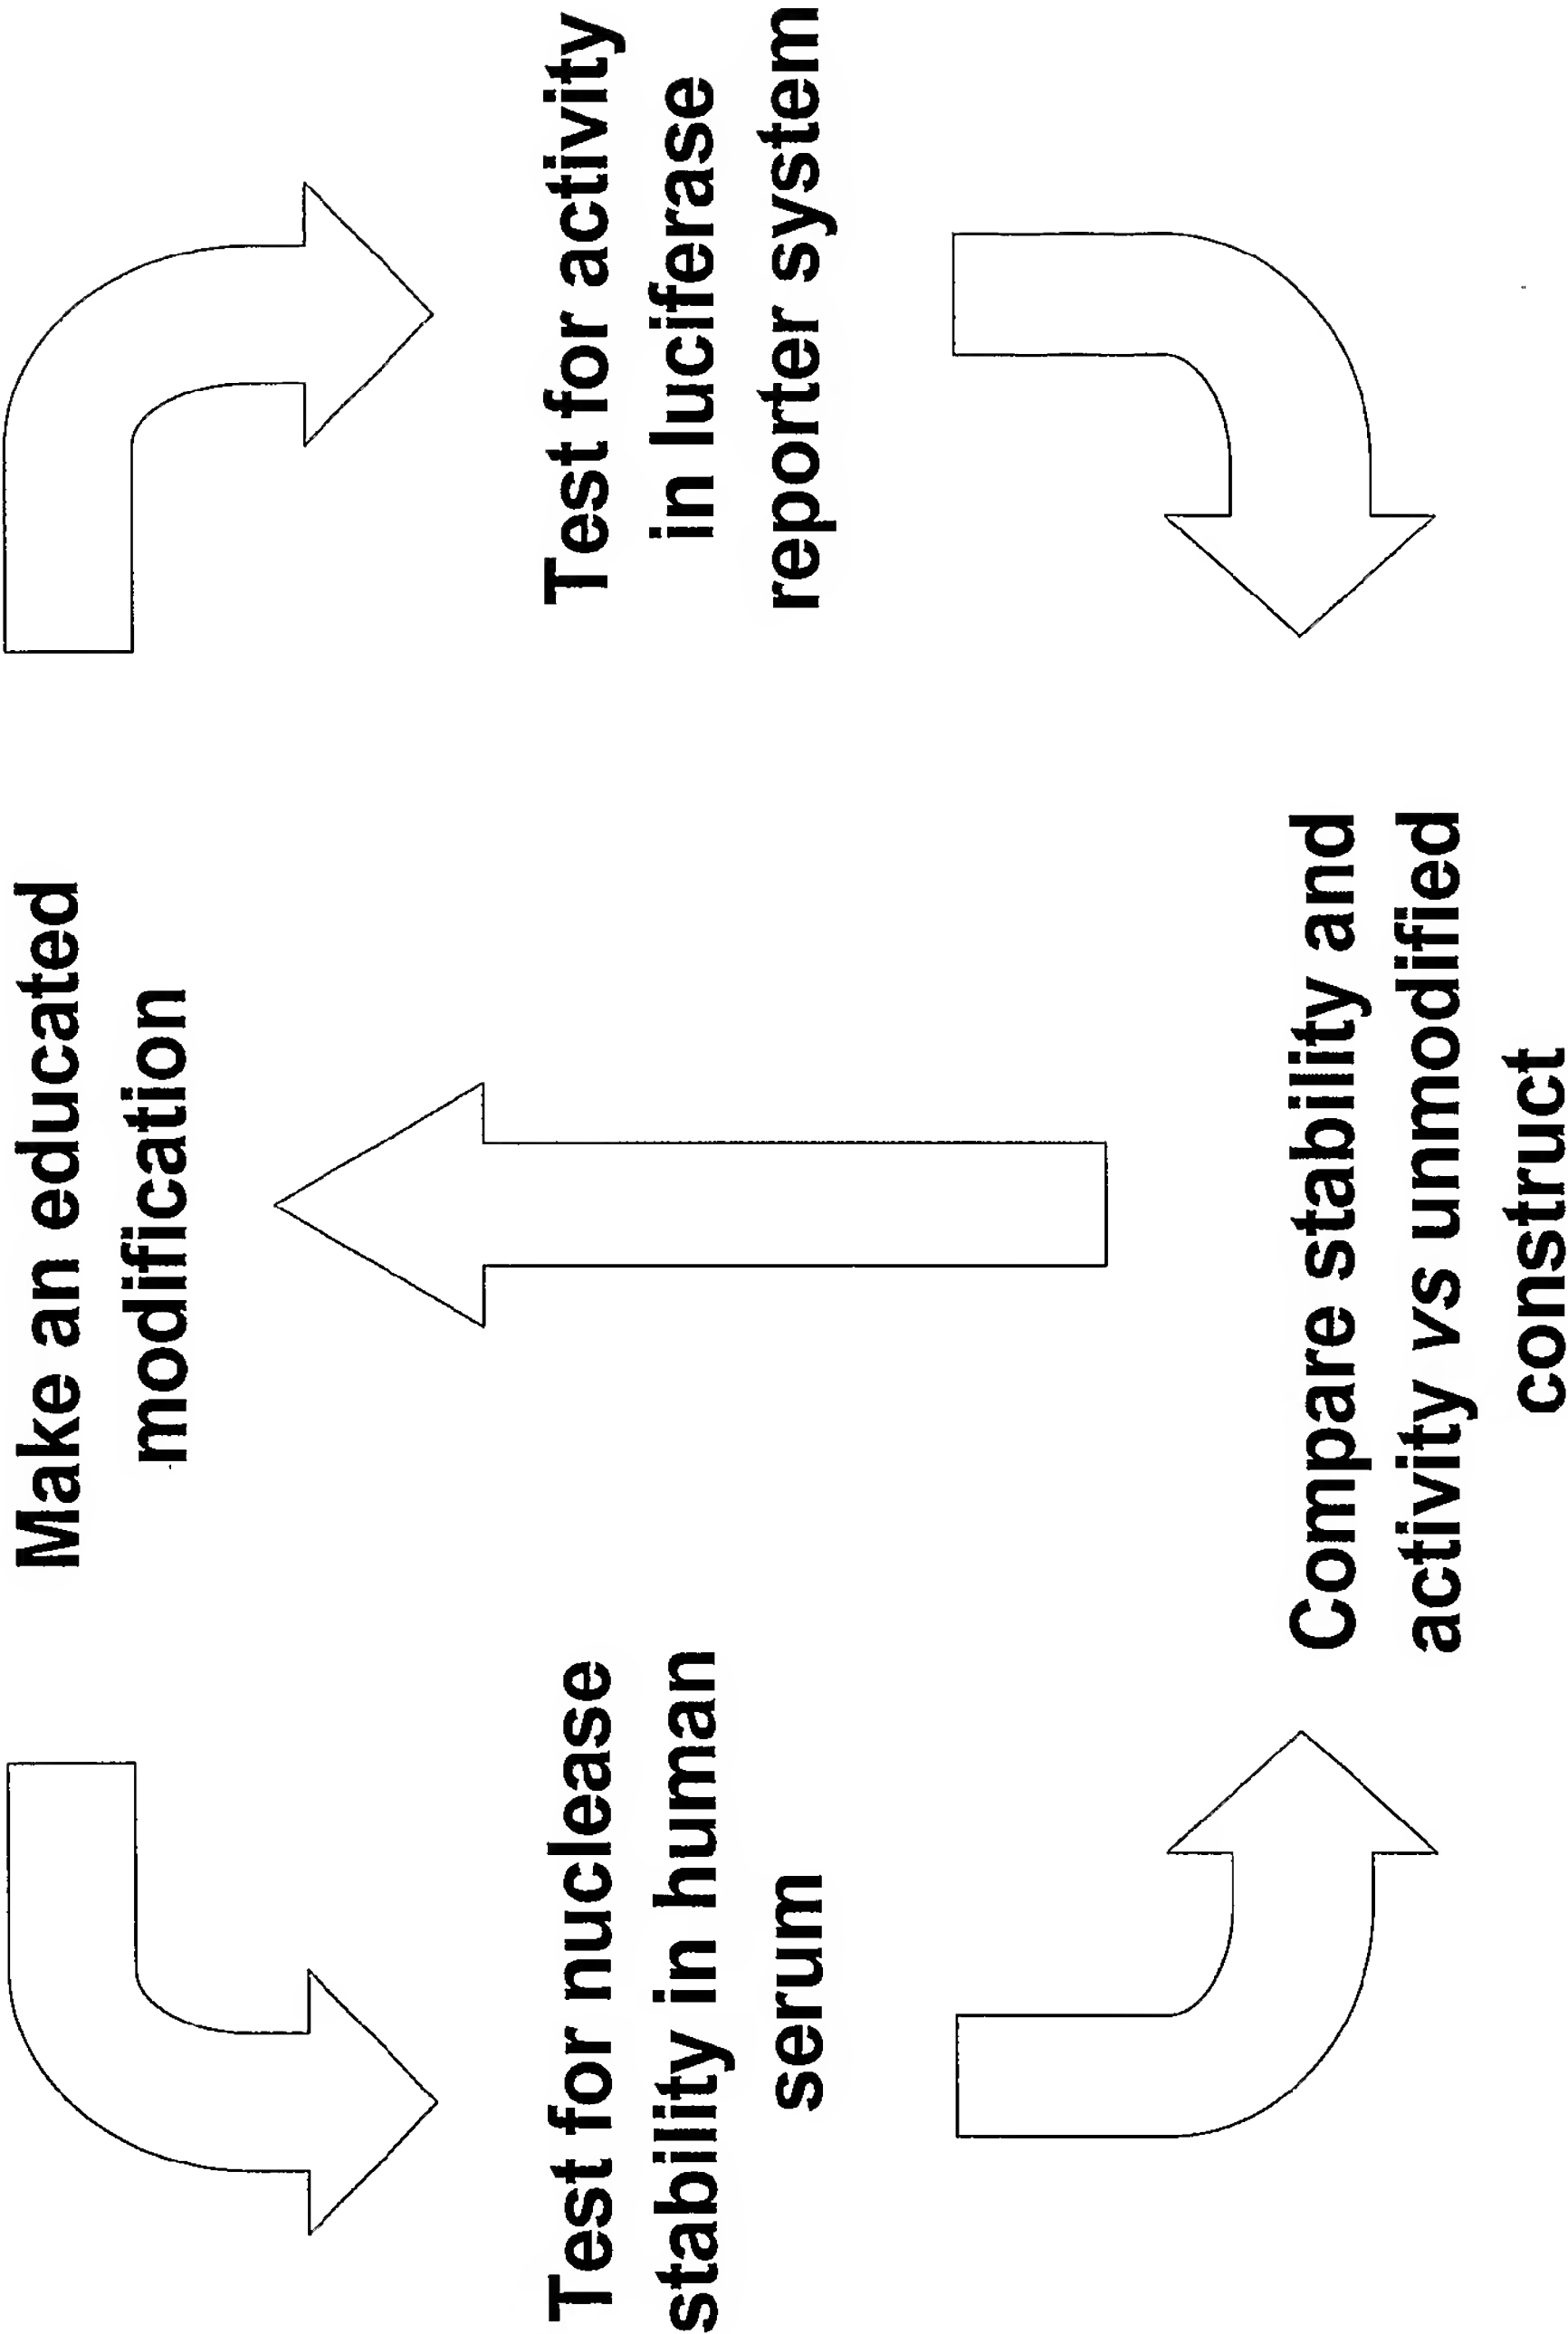 Make an educated
modification
Test for nuclease
stability in human
serum
Test for activity
in luciferase
reporter system
Compare stability and
activity vs unmodified
construct